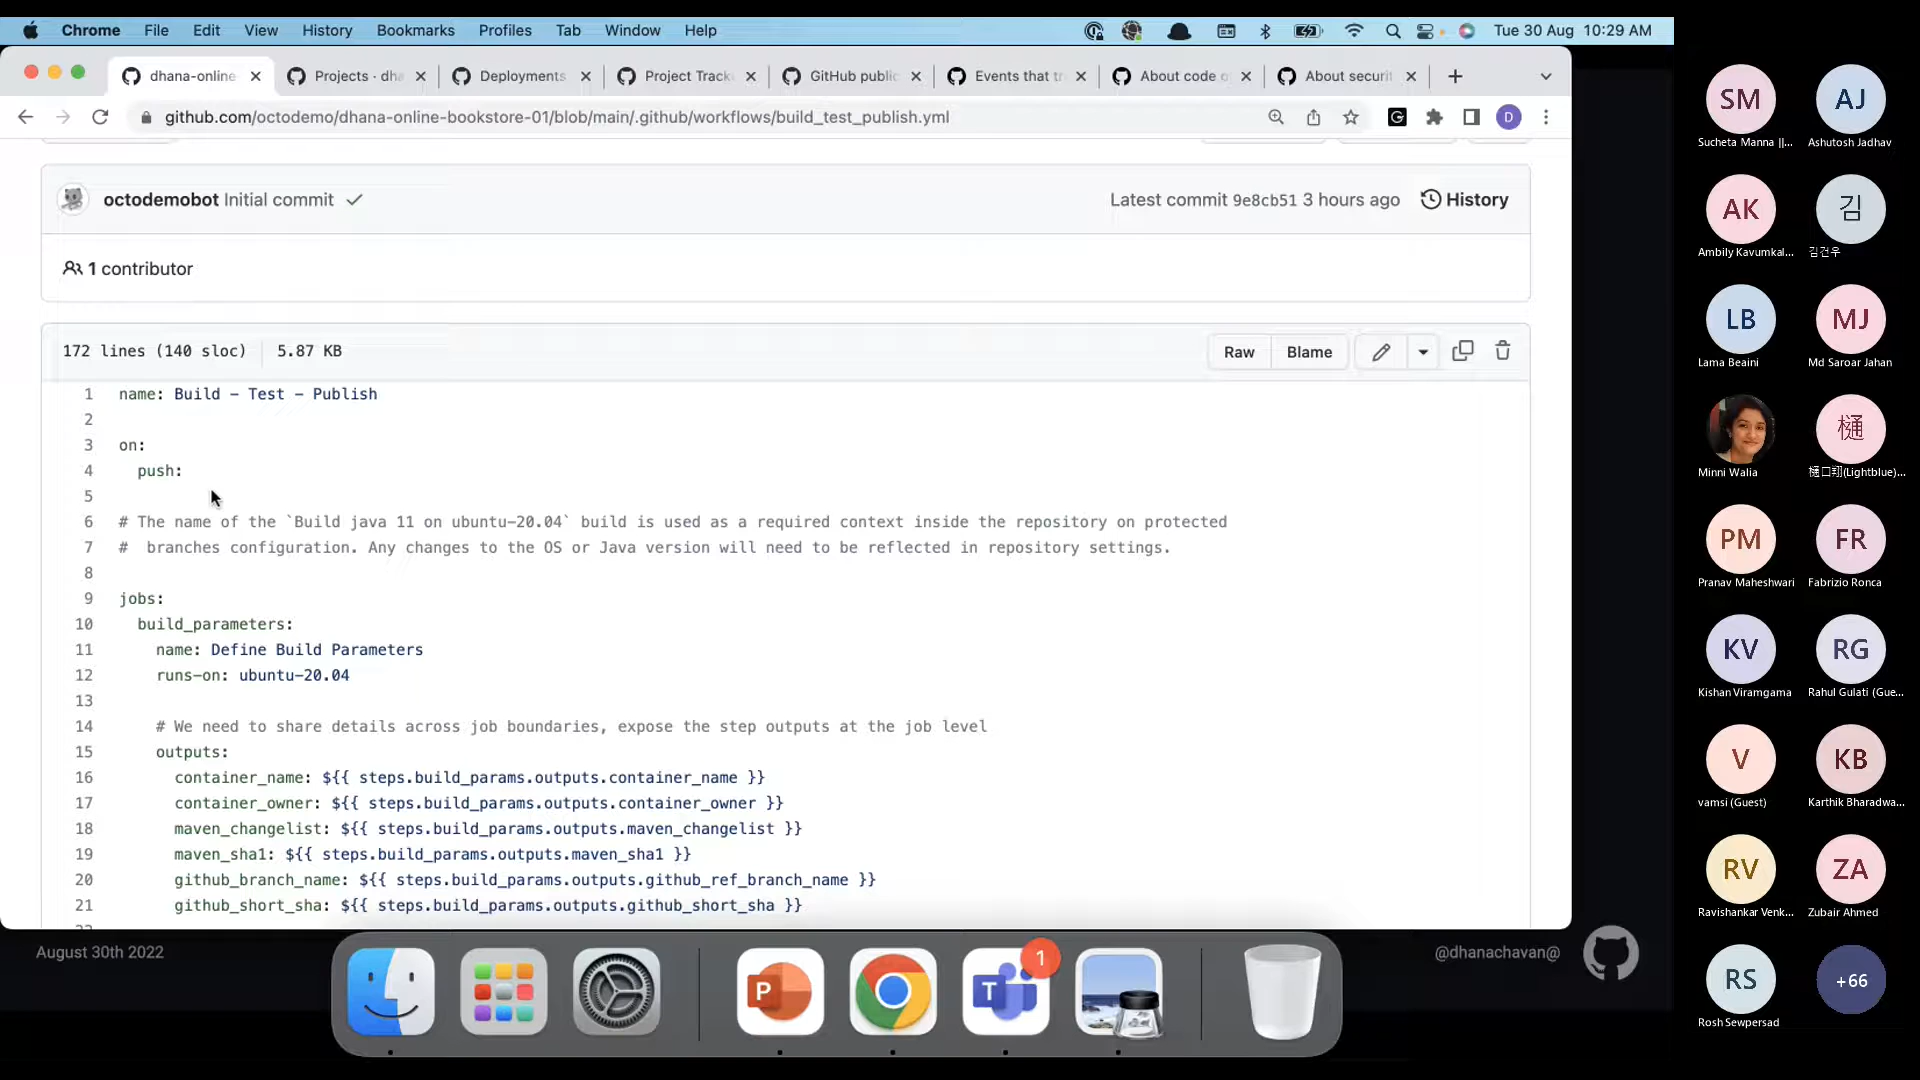 Chrome File Edit View History Bookmarks Profiles Tab Window Help Tue 30 Aug 10:29 AM
dhana-online- Projects · dha Deployments Project Track GitHub public Events that tr About code o About securit
D
github.com/octodemo/dhana-online-bookstore-01/blob/main/.github/workflows/build_test_publish.yml
octodemobot Initial commit
Latest commit 9e8cb51 3 hours ago History
1 contributor
172 lines (140 sloc) 5.87 KB
Raw Blame
1 name: Build - Test - Publish
2
3 on:
4 push:
5
6 # The name of the `Build java 11 on ubuntu-20.04` build is used as a required context inside the repository on protected
7 # branches configuration. Any changes to the OS or Java version will need to be reflected in repository settings.
8
9 jobs:
10 build_parameters:
11 name: Define Build Parameters
12 runs-on: ubuntu-20.04
13
14 # We need to share details across job boundaries, expose the step outputs at the job level
15 outputs:
16 container_name: ${{ steps.build_params.outputs.container_name }}
17 container_owner: ${{ steps.build_params.outputs.container_owner }}
18 maven_changelist: ${{ steps.build_params.outputs.maven_changelist }}
19 maven_sha1: ${{ steps.build_params.outputs.maven_sha1 }}
20 github_branch_name: ${{ steps.build_params.outputs.github_ref_branch_name }}
21 github_short_sha: ${{ steps.build_params.outputs.github_short_sha }}
August 30th 2022
P
T
1
@dhanachavan@
SM AJ
Sucheta Manna ||... Ashutosh Jadhav
AK 김
Ambily Kavumkal... 김건우
LB MJ
Lama Beaini Md Saroar Jahan
樋
Minni Walia 樋口翔(Lightblue)...
PM FR
Pranav Maheshwari Fabrizio Ronca
KV RG
Kishan Viramgama Rahul Gulati (Gue...
V KB
vamsi (Guest) Karthik Bharadwa...
RV ZA
Ravishankar Venk... Zubair Ahmed
RS +66
Rosh Sewpersad